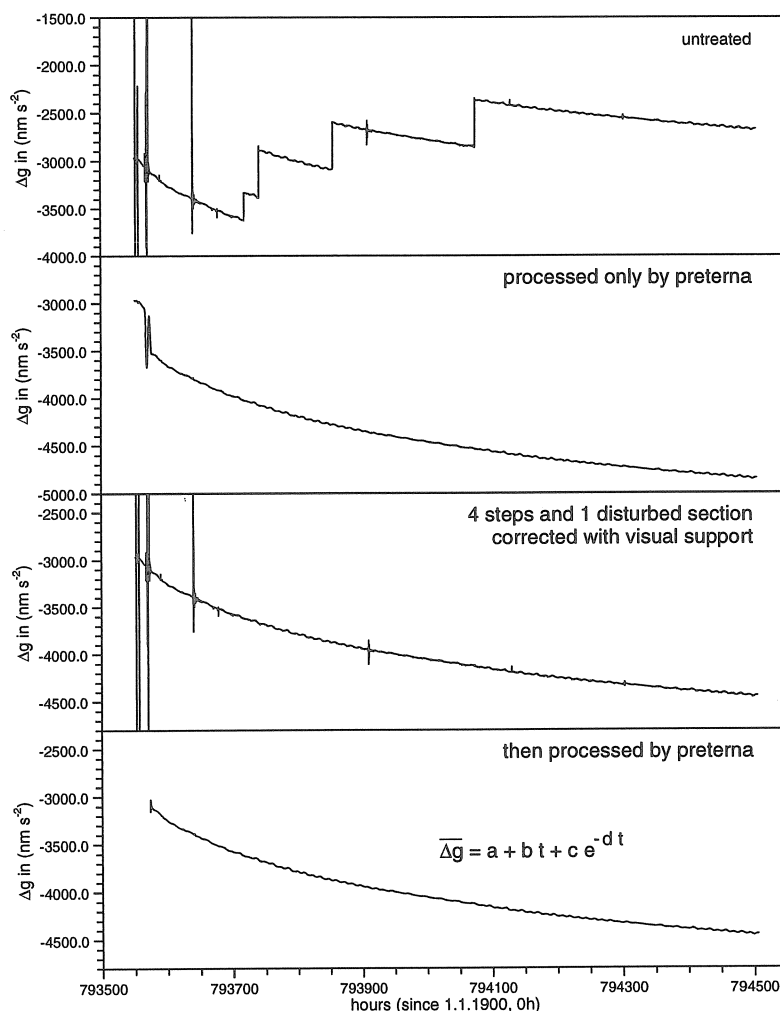 -1500.0
-2000.0
-2500.0
-3000.0
-3500.0
-4000.0
Δg in (nm s-2)
untreated
-3000.0
-3500.0
-4000.0
-4500.0
-5000.0
Δg in (nm s-2)
processed only by preterna
-2500.0
-3000.0
-3500.0
-4000.0
-4500.0
Δg in (nm s-2)
4 steps and 1 disturbed section
corrected with visual support
-2500.0
-3000.0
-3500.0
-4000.0
-4500.0
Δg in (nm s-2)
then processed by preterna
Δg = a + b t + c e-d t
793500 793700 793900 794100 794300 794500
hours (since 1.1.1900, 0h)